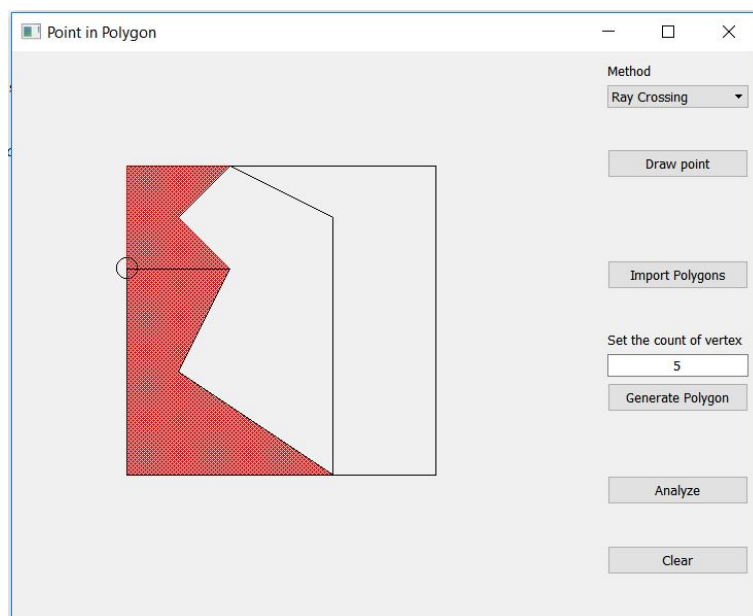 Point in Polygon
Method
Ray Crossing
Draw point
Import Polygons
Set the count of vertex
5
Generate Polygon
Analyze
Clear